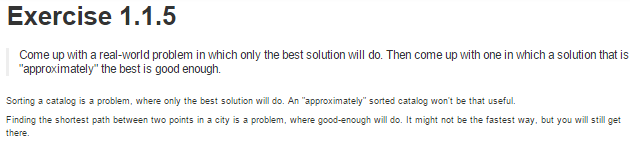 Exercise 1.1.5
Come up with a real-world problem in which only the best solution will do. Then come up with one in which a solution that is
"approximately" the best is good enough.
Sorting a catalog is a problem, where only the best solution will do. An "approximately" sorted catalog won't be that useful.
Finding the shortest path between two points in a city is a problem, where good-enough will do. It might not be the fastest way, but you will still get
there.